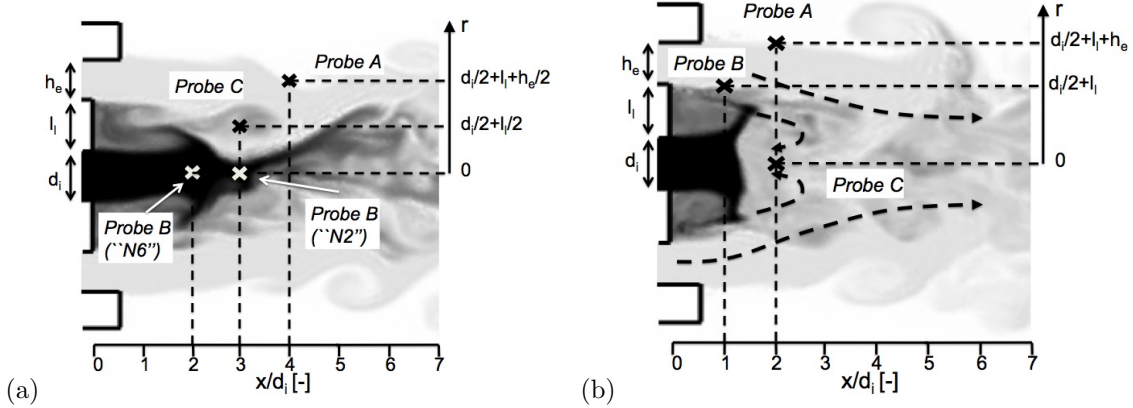 r
Probe A
h_e
d_i/2+l_l+h_e/2
Probe C
l_l
d_i/2+l_l/2
d_i
0
Probe B
(``N6'')
Probe B
(``N2'')
0 1 2 3 4 5 6 7
x/d_i [-]
(a)
Probe A
r
d_i/2+l_l+h_e
h_e
Probe B
d_i/2+l_l
l_l
d_i
0
Probe C
0 1 2 3 4 5 6 7
x/d_i [-]
(b)